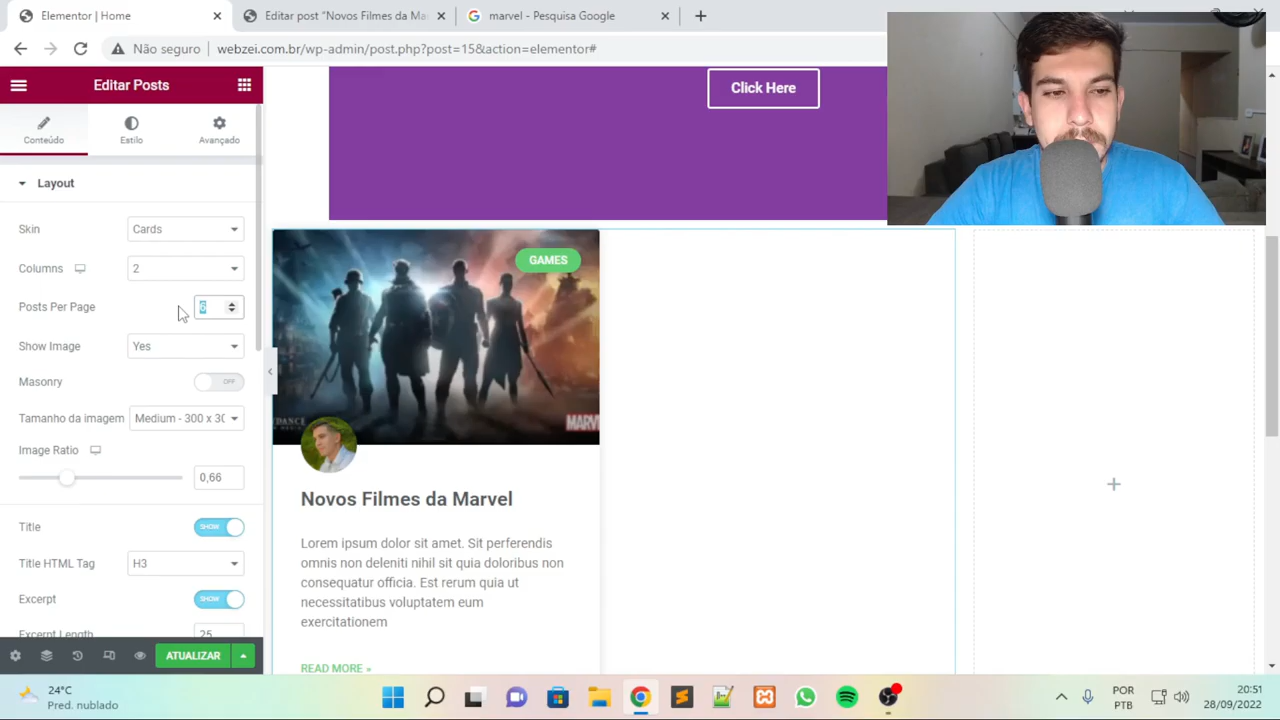 Elementor | Home
Editar post "Novos Filmes da Ma
marvel - Pesquisa Google
Não seguro
webzei.com.br/wp-admin/post.php?post=15&action=elementor#
Editar Posts
Click Here
Conteúdo
Estilo
Avançado
Layout
Skin
Cards
GAMES
Columns
2
Posts Per Page
6
Show Image
Yes
Masonry
OFF
Tamanho da imagem
Medium - 300 x 30
MARV
Image Ratio
0,66
Novos Filmes da Marvel
Title
SHOW
Lorem ipsum dolor sit amet. Sit perferendis
omnis non deleniti nihil sit quia doloribus non
consequatur officia. Est rerum quia ut
necessitatibus voluptatem eum
exercitationem
Title HTML Tag
H3
Excerpt
SHOW
Excerpt Length
25
READ MORE »
ATUALIZAR
24°C
Pred. nublado
POR
PTB
20:51
28/09/2022